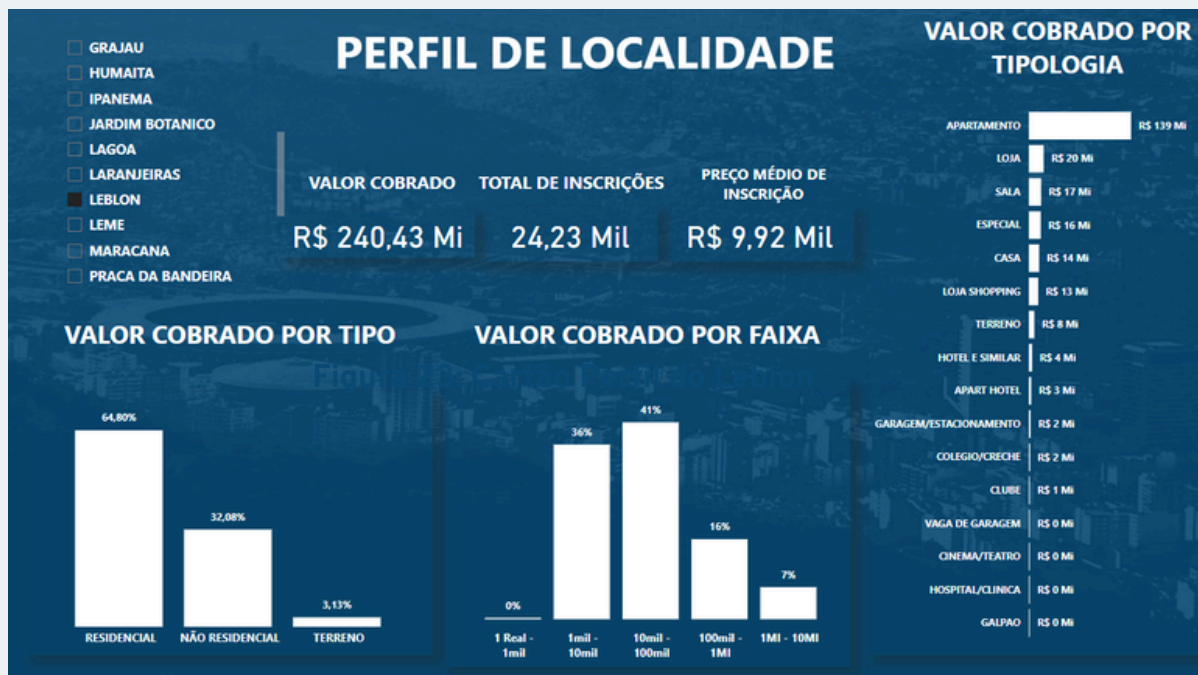 GRAJAU
HUMAITA
IPANEMA
JARDIM BOTANICO
LAGOA
LARANJEIRAS
LEBLON
LEME
MARACANA
PRACA DA BANDEIRA
PERFIL DE LOCALIDADE
VALOR COBRADO
R$ 240,43 Mi
TOTAL DE INSCRIÇÕES
24,23 Mil
PREÇO MÉDIO DE
INSCRIÇÃO
R$ 9,92 Mil
VALOR COBRADO POR TIPO
64,80%
32,08%
3,13%
RESIDENCIAL
NÃO RESIDENCIAL
TERRENO
VALOR COBRADO POR FAIXA
0%
36%
41%
16%
7%
1 Real -
1mil
1mil -
10mil
10mil -
100mil
100mil -
1MI
1MI - 10MI
VALOR COBRADO POR
TIPOLOGIA
APARTAMENTO R$ 139 Mi
LOJA R$ 20 Mi
SALA R$ 17 Mi
ESPECIAL R$ 16 Mi
CASA R$ 14 Mi
LOJA SHOPPING R$ 13 Mi
TERRENO R$ 8 Mi
HOTEL E SIMILAR R$ 4 Mi
APART HOTEL R$ 3 Mi
GARAGEM/ESTACIONAMENTO R$ 2 Mi
COLEGIO/CRECHE R$ 2 Mi
CLUBE R$ 1 Mi
VAGA DE GARAGEM R$ 0 Mi
CINEMA/TEATRO R$ 0 Mi
HOSPITAL/CLINICA R$ 0 Mi
GALPAO R$ 0 Mi